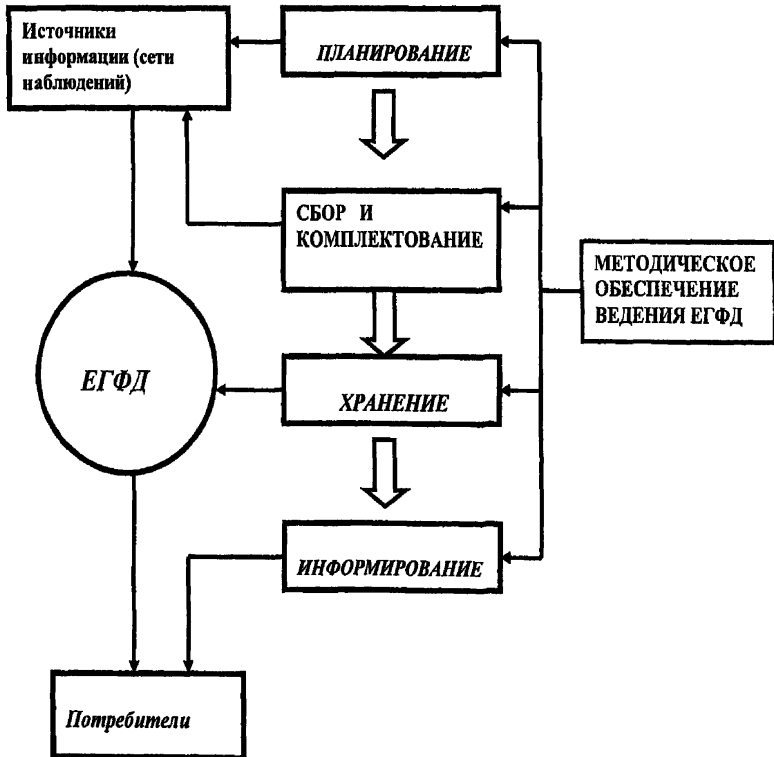 Источники
информации (сети
наблюдений)
ПЛАНИРОВАНИЕ
СБОР И
КОМПЛЕКТОВАНИЕ
МЕТОДИЧЕСКОЕ
ОБЕСПЕЧЕНИЕ
ВЕДЕНИЯ ЕГФД
ЕГФД
ХРАНЕНИЕ
ИНФОРМИРОВАНИЕ
Потребители